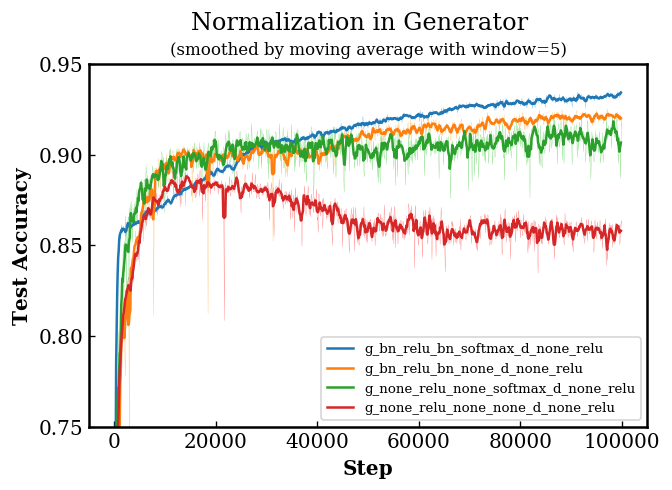 Normalization in Generator
(smoothed by moving average with window=5)
0.95
0.90
0.85
0.80
0.75
Test Accuracy
g_bn_relu_bn_softmax_d_none_relu
g_bn_relu_bn_none_d_none_relu
g_none_relu_none_softmax_d_none_relu
g_none_relu_none_none_d_none_relu
0 20000 40000 60000 80000 100000
Step